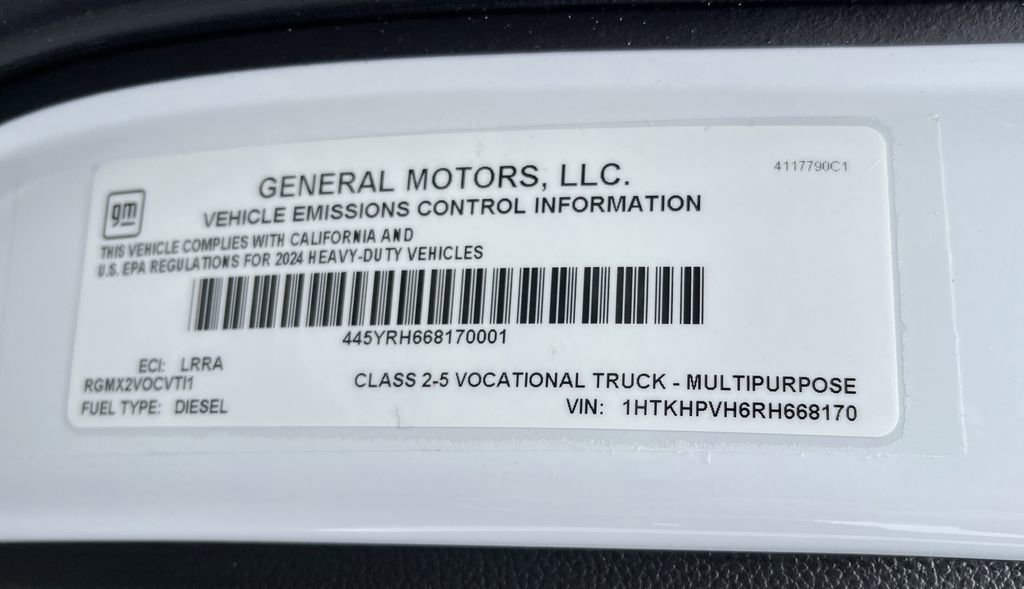 4117790C1
gm
GENERAL MOTORS, LLC.
VEHICLE EMISSIONS CONTROL INFORMATION
THIS VEHICLE COMPLIES WITH CALIFORNIA AND
U.S. EPA REGULATIONS FOR 2024 HEAVY-DUTY VEHICLES
445YRH668170001
ECI: LRRA
RGMX2VOCVTI1
FUEL TYPE: DIESEL
CLASS 2-5 VOCATIONAL TRUCK - MULTIPURPOSE
VIN: 1HTKHPVH6RH668170